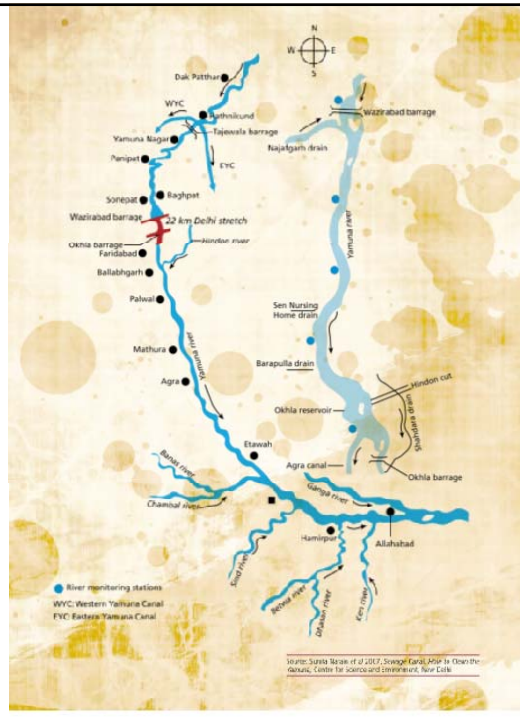 N
W E
S
Dak Patthar
WYC
Hathnikund
Tajewala barrage
Yamuna Nagar
EYC
Panipat
Sonepat
Baghpat
Wazirabad barrage
22 km Delhi stretch
Okhla barrage
Hindon river
Faridabad
Ballabhgarh
Palwal
Mathura
Yamuna river
Agra
Etawah
Banas river
Chambal river
Sind river
Ganga river
Hamirpur
Allahabad
Betwa river
Dhasan river
Ken river
Wazirabad barrage
Najafgarh drain
Yamuna river
Sen Nursing
Home drain
Barapulla drain
Hindon cut
Okhla reservoir
Shahdara drain
Agra canal
Okhla barrage
River monitoring stations
WYC: Western Yamuna Canal
EYC: Eastern Yamuna Canal
Source: Sunita Narain et al 2007, Sewage Canal: How to Clean the
Yamuna, Centre for Science and Environment, New Delhi